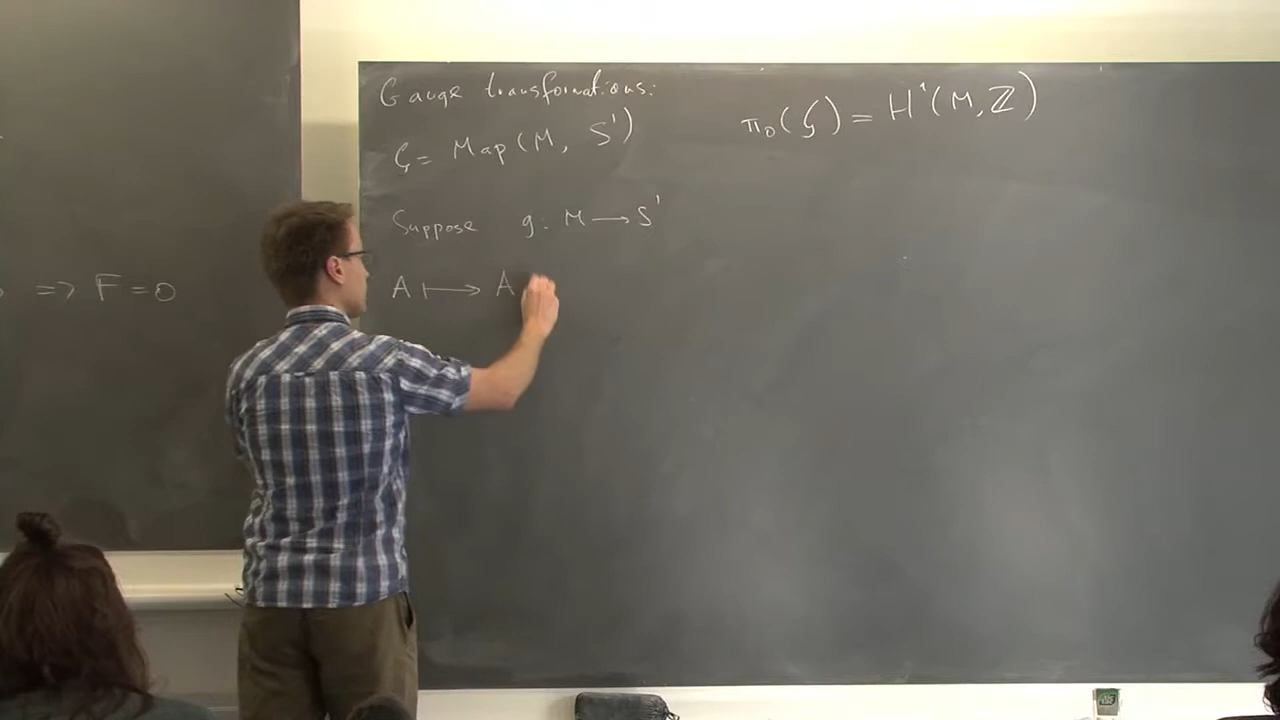 => F = 0
Gauge transformations:
G = Map(M, S¹)
π₀(G) = H¹(M, ℤ)
Suppose g: M ⟶ S¹
A ⟼ A